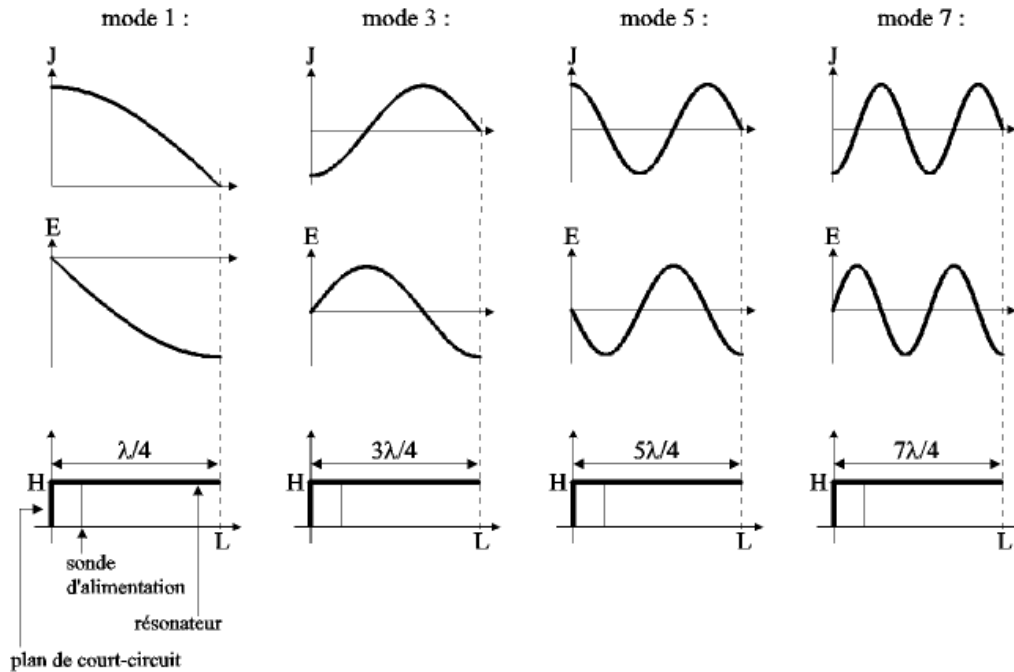 mode 1 :
mode 3 :
mode 5 :
mode 7 :
J
J
J
J
E
E
E
E
λ/4
3λ/4
5λ/4
7λ/4
H
H
H
H
L
L
L
L
sonde
d'alimentation
résonateur
plan de court-circuit